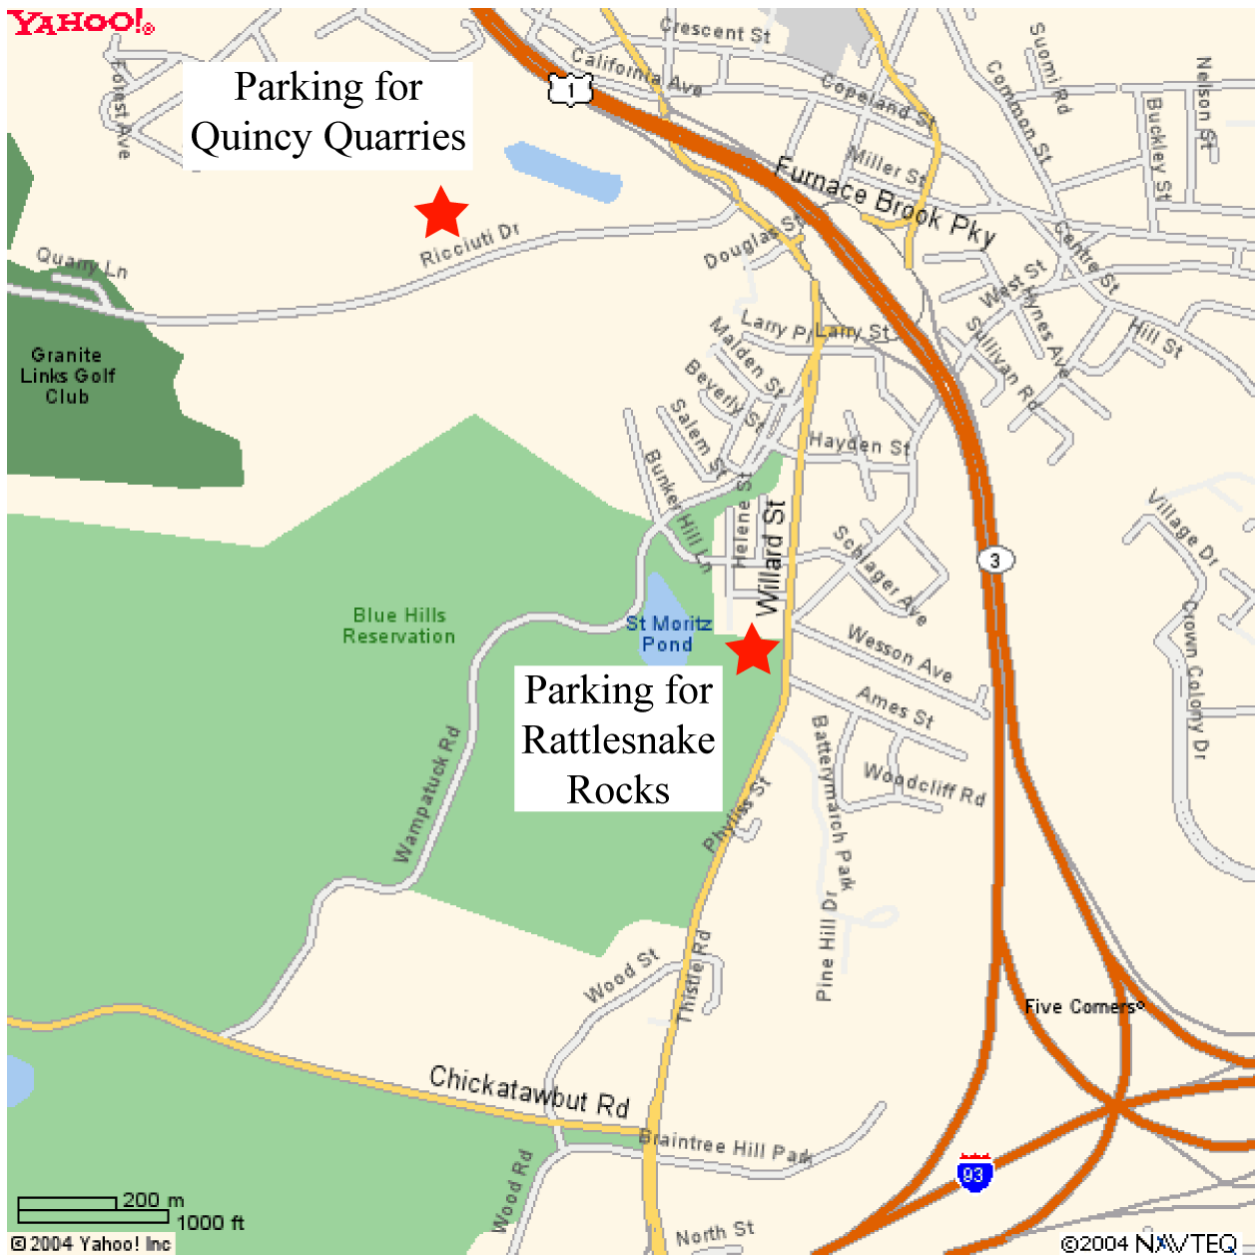 YAHOO!®
Crescent St
California Ave
1
Copeland St
Suomi Rd
Common St
Nelson St
Buckley St
Forest Ave
Parking for
Quincy Quarries
Miller St
Furnace Brook Pky
Centre St
Ricciuti Dr
Douglas St
West St
Hynes Ave
Hill St
Quarry Ln
Larry Pl
Larry St
Malden St
Sullivan Rd
Granite
Links Golf
Club
Beverly St
Salem St
Hayden St
Bunker Hill Ln
Helene St
Willard St
Schlager Ave
3
Village Dr
Crown Colony Dr
Blue Hills
Reservation
St Moritz
Pond
Wesson Ave
Parking for
Rattlesnake
Rocks
Ames St
Batterymarch Park
Woodcliff Rd
Wampatuck Rd
Phyliss St
Pine Hill Dr
Wood St
Thistle Rd
Five Corners
Chickatawbut Rd
Braintree Hill Park
93
Wood Rd
North St
200 m
1000 ft
© 2004 Yahoo! Inc
©2004 NAVTEQ